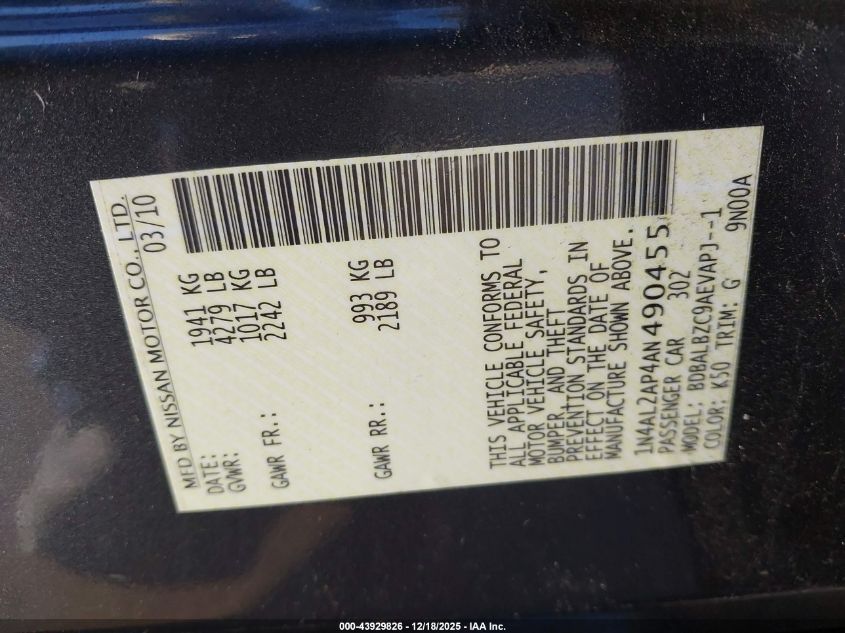 MFD BY NISSAN MOTOR CO., LTD.
DATE: 03/10
GVWR: 1941 KG
4279 LB
GAWR FR.: 1017 KG
2242 LB
GAWR RR.: 993 KG
2189 LB
THIS VEHICLE CONFORMS TO
ALL APPLICABLE FEDERAL
MOTOR VEHICLE SAFETY,
BUMPER, AND THEFT
PREVENTION STANDARDS IN
EFFECT ON THE DATE OF
MANUFACTURE SHOWN ABOVE.
1N4AL2AP4AN490455
PASSENGER CAR 302
MODEL: BDBALBZC9AEVAPJ--1
COLOR: K50 TRIM: G 9N00A
000-43929826 - 12/18/2025 - IAA Inc.